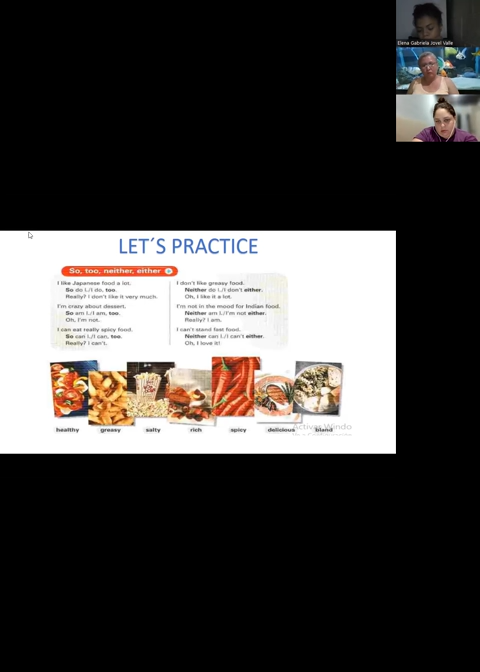 Elena Gabriela Jovel Valle
LET´S PRACTICE
So, too, neither, either
I like Japanese food a lot.
So do I./I do, too.
Really? I don't like it very much.
I'm crazy about dessert.
So am I./I am, too.
Oh, I'm not.
I can eat really spicy food.
So can I./I can, too.
Really? I can't.
I don't like greasy food.
Neither do I./I don't either.
Oh, I like it a lot.
I'm not in the mood for Indian food.
Neither am I./I'm not either.
Really? I am.
I can't stand fast food.
Neither can I./I can't either.
Oh, I love it!
healthy greasy salty rich spicy delicious bland
Activar Windo